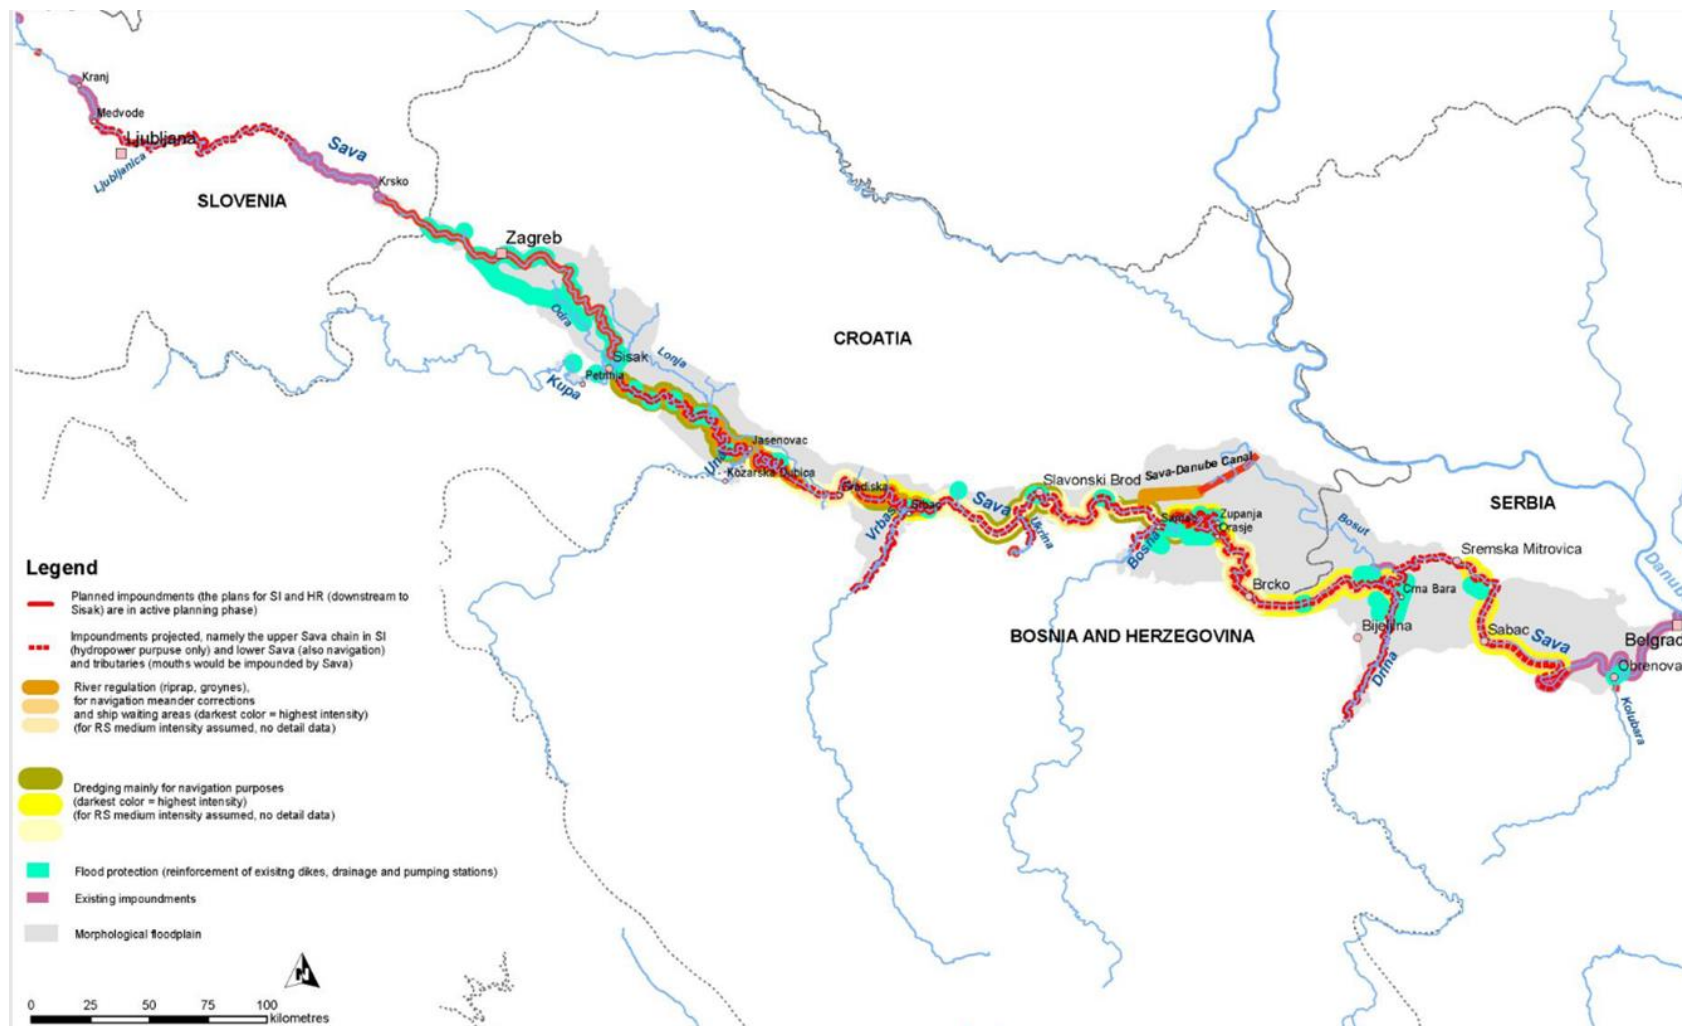 Kranj
Medvode
Ljubljana
Ljubljanica
Sava
Krsko
SLOVENIA
Zagreb
Odra
Sisak
Lonja
Petrinja
Kupa
CROATIA
Jasenovac
Una
Kozarska Dubica
Gradiska
Srbac
Vrbas
Sava
Ukrina
Slavonski Brod
Sava-Danube Canal
Samac
Bosna
Zupanja
Orasje
Bosut
Brcko
SERBIA
Sremska Mitrovica
Crna Bara
Bijeljina
Drina
BOSNIA AND HERZEGOVINA
Sabac
Sava
Danub
Belgrad
Obrenova
Kolubara
Legend
Planned impoundments (the plans for SI and HR (downstream to
Sisak) are in active planning phase)
Impoundments projected, namely the upper Sava chain in SI
(hydropower purpuse only) and lower Sava (also navigation)
and tributaries (mouths would be impounded by Sava)
River regulation (riprap, groynes),
for navigation meander corrections
and ship waiting areas (darkest color = highest intensity)
(for RS medium intensity assumed, no detail data)
Dredging mainly for navigation purposes
(darkest color = highest intensity)
(for RS medium intensity assumed, no detail data)
Flood protection (reinforcement of exisitng dikes, drainage and pumping stations)
Existing impoundments
Morphological floodplain
N
0 25 50 75 100
kilometres